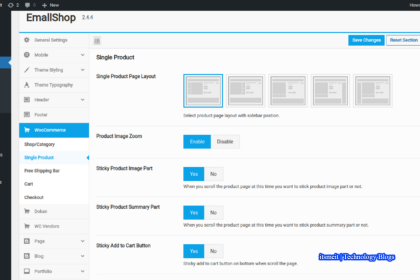 2
New
How
EmallShop
2.4.4
General Settings
Save Changes
Reset Section
Mobile
Single Product
Theme Styling
Single Product Page Layout
Theme Typography
Header
Footer
Select product page layout with sidebar position.
WooCommerce
Shop/Category
Product Image Zoom
Enable
Disable
Single Product
Free Shipping Bar
Sticky Product Image Part
Yes
No
Cart
When you scroll the product page at this time you want to stick product image part or not.
Checkout
Dokan
Sticky Product Summary Part
Yes
No
WC Vendors
When you scroll the product page at this time you want to stick product summary part or not.
Page
Blog
Sticky Add to Cart Button
Yes
No
Portfolio
Sticky add to cart button on bottom when scroll the page.
itsmeit Technology Blogs